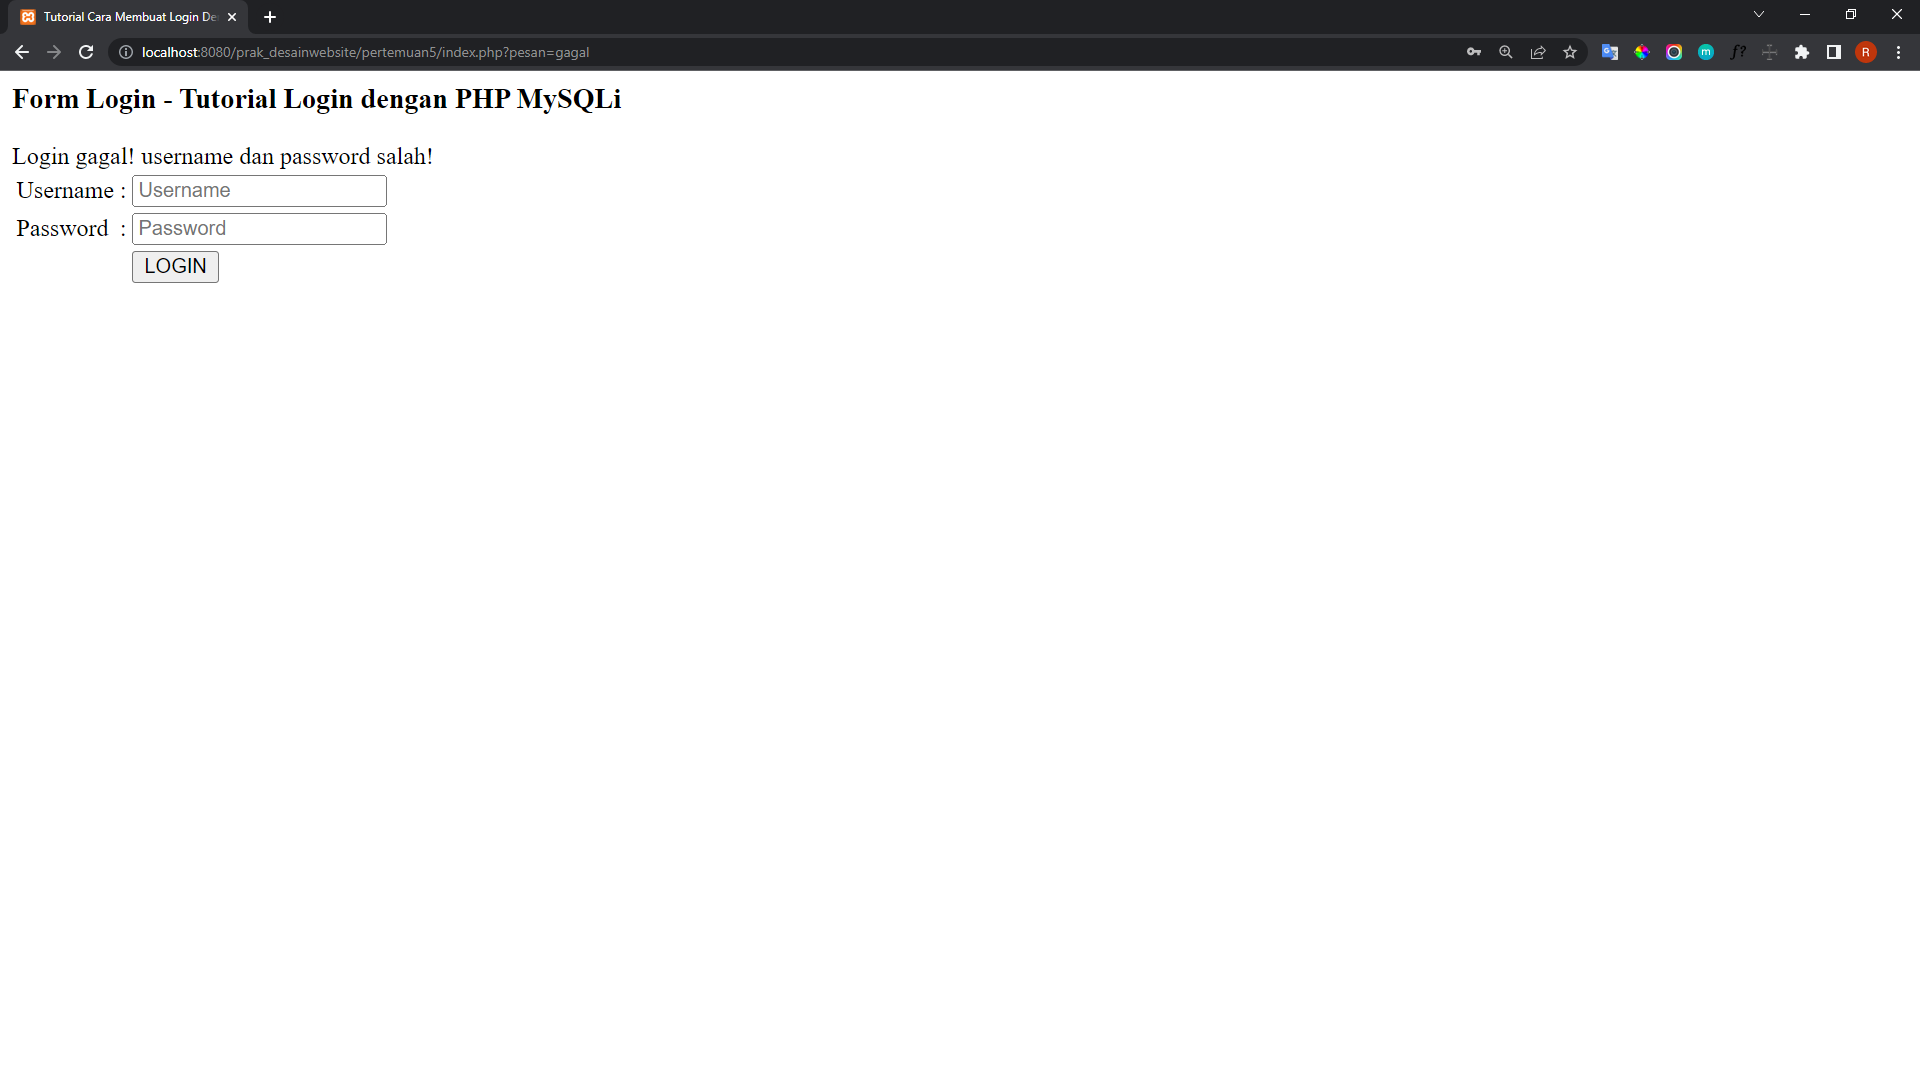 Tutorial Cara Membuat Login De
localhost:8080/prak_desainwebsite/pertemuan5/index.php?pesan=gagal
m
f?
R
Form Login - Tutorial Login dengan PHP MySQLi
Login gagal! username dan password salah!
Username : Username
Password : Password
LOGIN